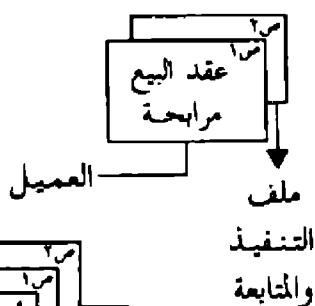 ص٢
ص١
عقد البيع
مرابحة
العميل
ملف
التنفيذ
والمتابعة
ص٢
ص١